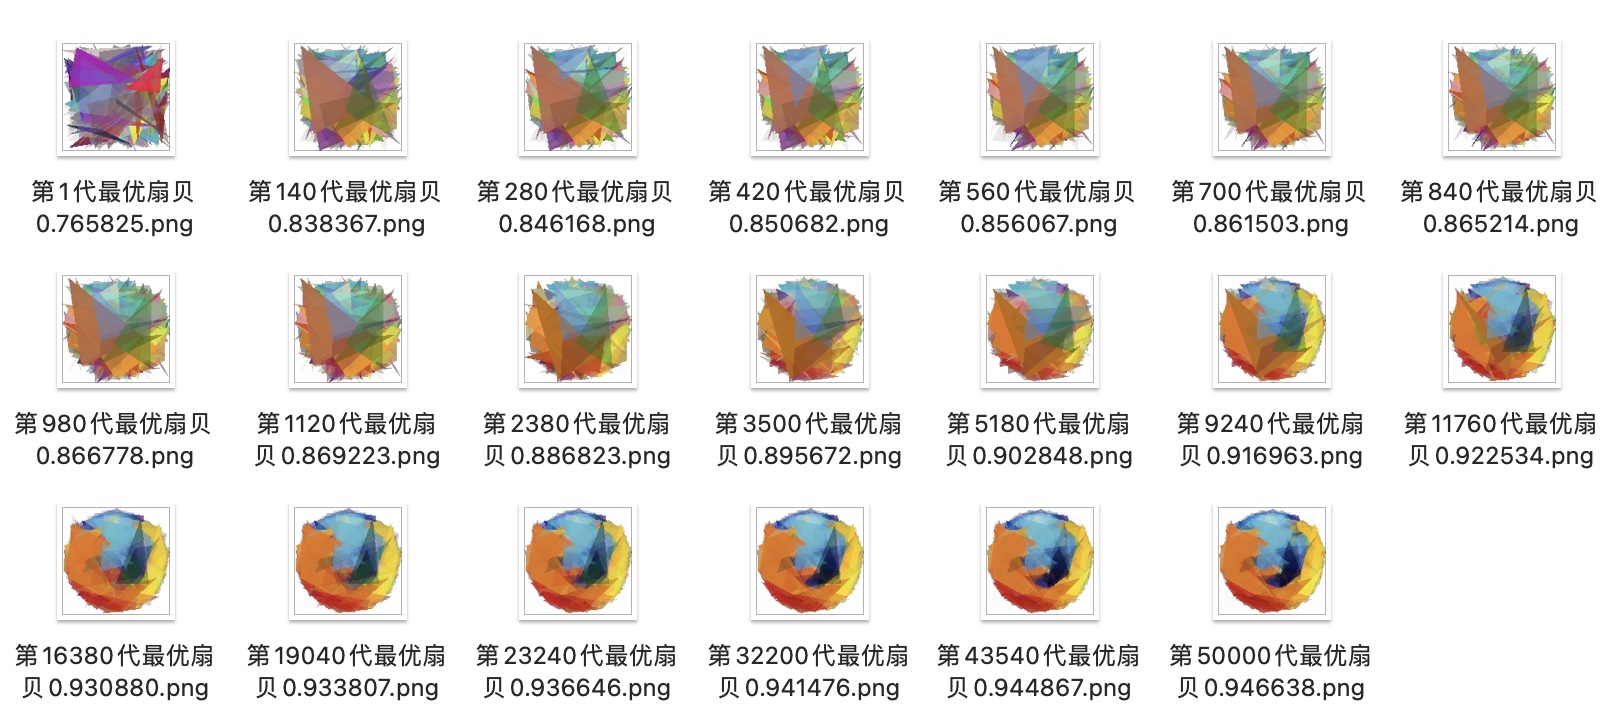 第1代最优扇贝
0.765825.png
第140代最优扇贝
0.838367.png
第280代最优扇贝
0.846168.png
第420代最优扇贝
0.850682.png
第560代最优扇贝
0.856067.png
第700代最优扇贝
0.861503.png
第840代最优扇贝
0.865214.png
第980代最优扇贝
0.866778.png
第1120代最优扇
贝0.869223.png
第2380代最优扇
贝0.886823.png
第3500代最优扇
贝0.895672.png
第5180代最优扇
贝0.902848.png
第9240代最优扇
贝0.916963.png
第11760代最优扇
贝0.922534.png
第16380代最优扇
贝0.930880.png
第19040代最优扇
贝0.933807.png
第23240代最优扇
贝0.936646.png
第32200代最优扇
贝0.941476.png
第43540代最优扇
贝0.944867.png
第50000代最优扇
贝0.946638.png